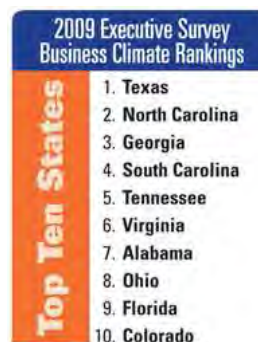 2009 Executive Survey
Business Climate Rankings
Top Ten States
1. Texas
2. North Carolina
3. Georgia
4. South Carolina
5. Tennessee
6. Virginia
7. Alabama
8. Ohio
9. Florida
10. Colorado